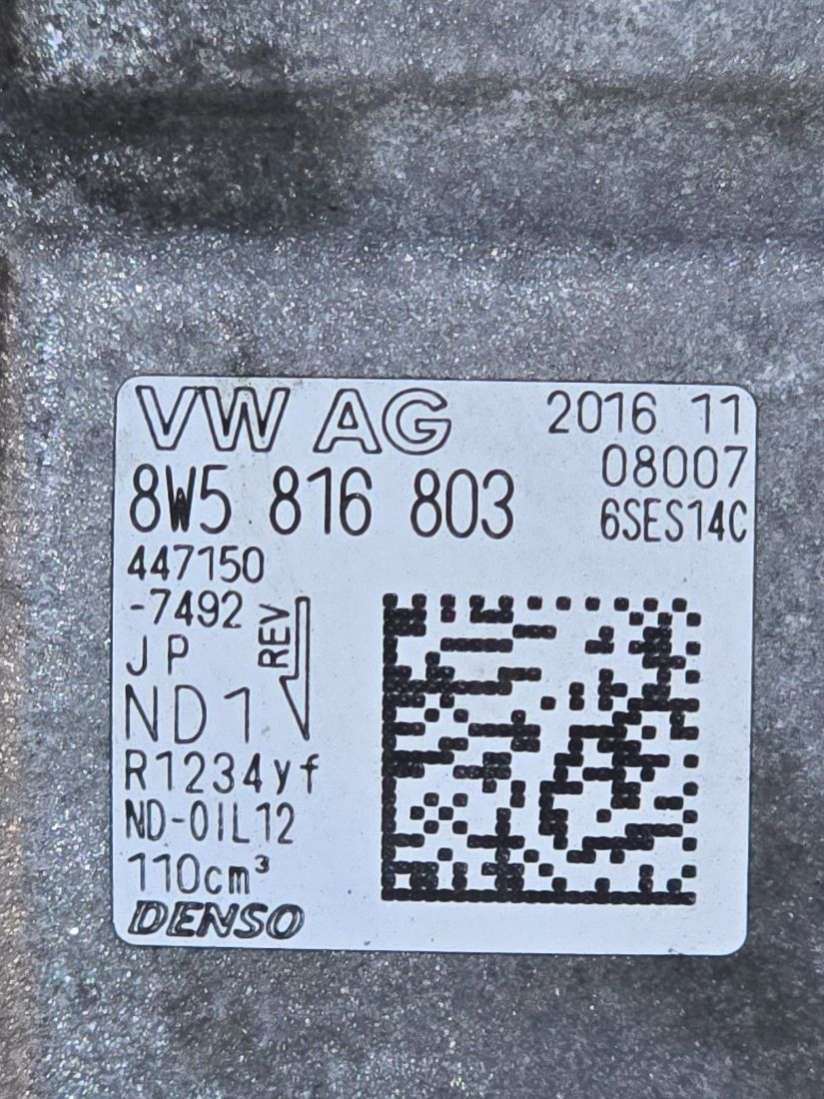 VW AG 2016 11
08007
8W5 816 803 6SES14C
447150
-7492
REV
JP
ND1
R1234yf
ND-OIL12
110cm³
DENSO